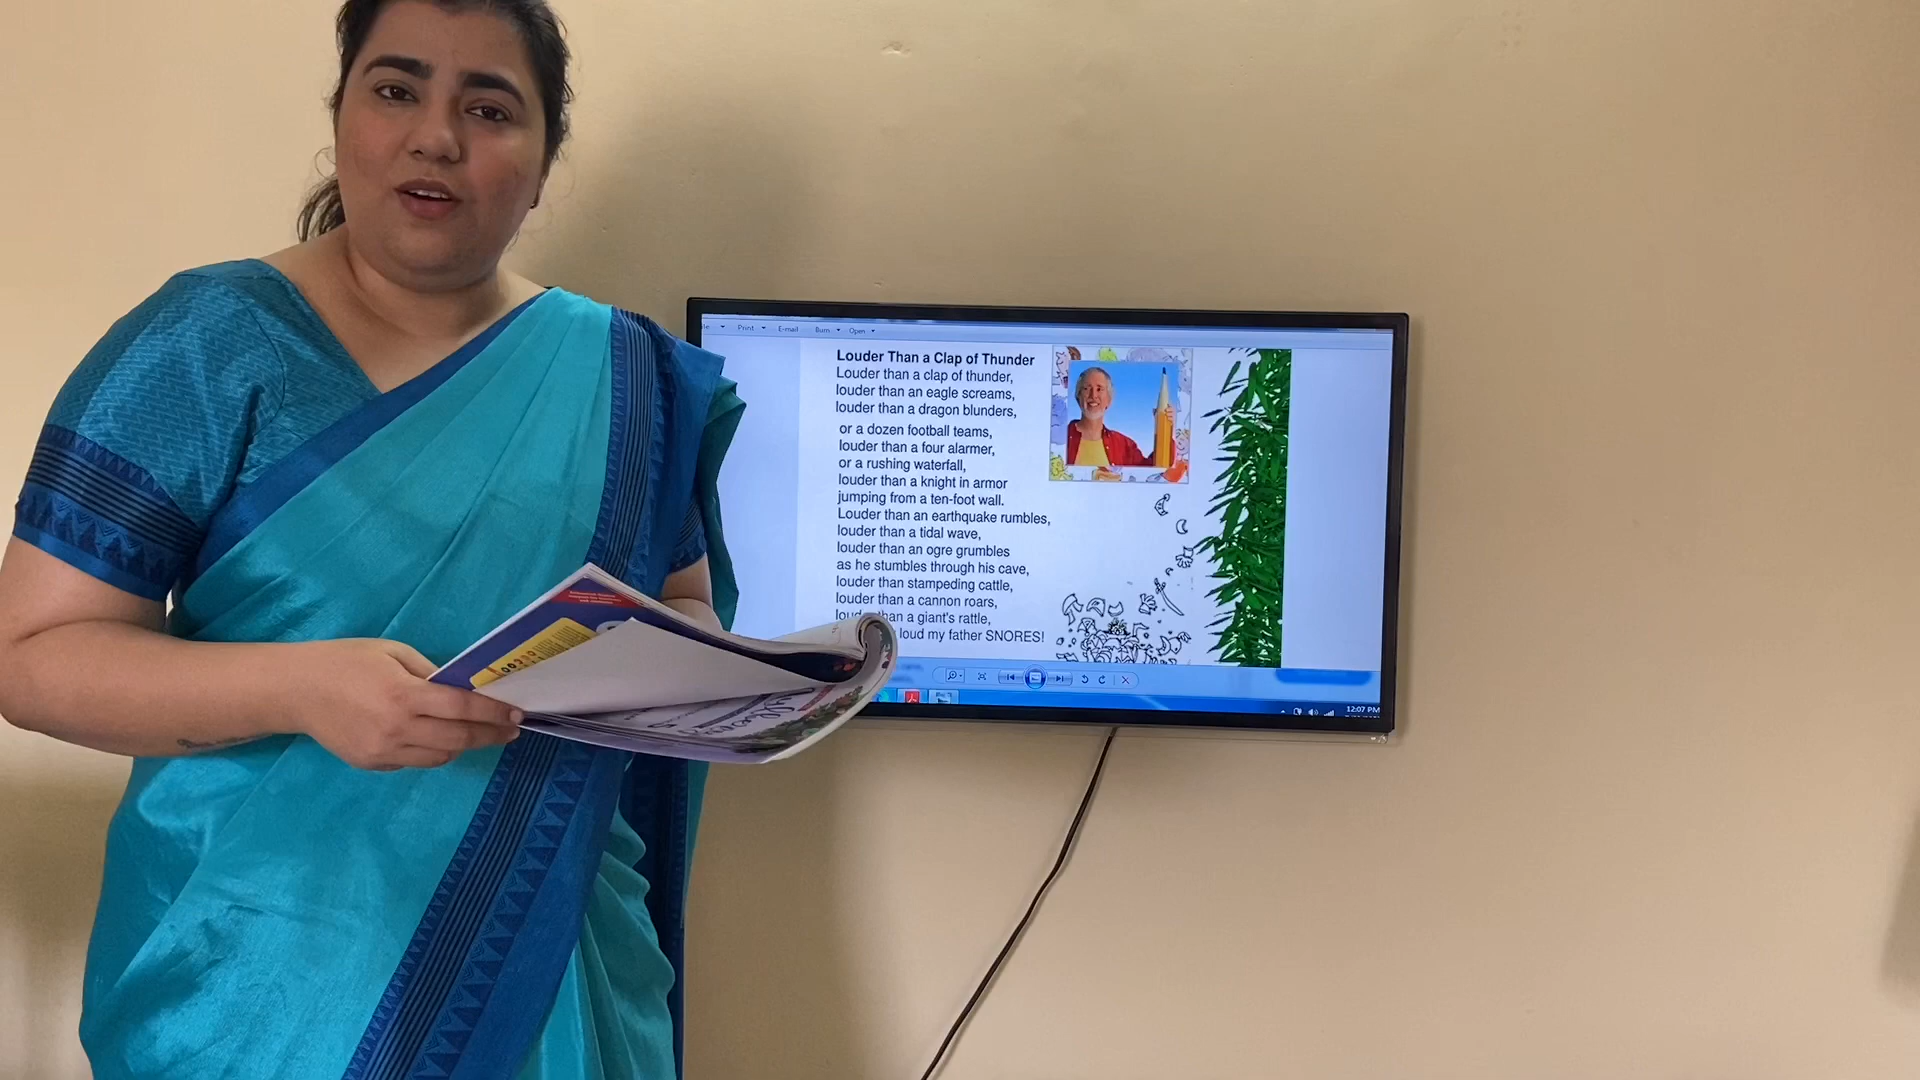 Print
E-mail
Burn
Open
Louder Than a Clap of Thunder
Louder than a clap of thunder,
louder than an eagle screams,
louder than a dragon blunders,
or a dozen football teams,
louder than a four alarmer,
or a rushing waterfall,
louder than a knight in armor
jumping from a ten-foot wall.
Louder than an earthquake rumbles,
louder than a tidal wave,
louder than an ogre grumbles
as he stumbles through his cave,
louder than stampeding cattle,
louder than a cannon roars,
than a giant's rattle,
loud my father SNORES!
12:07 PM